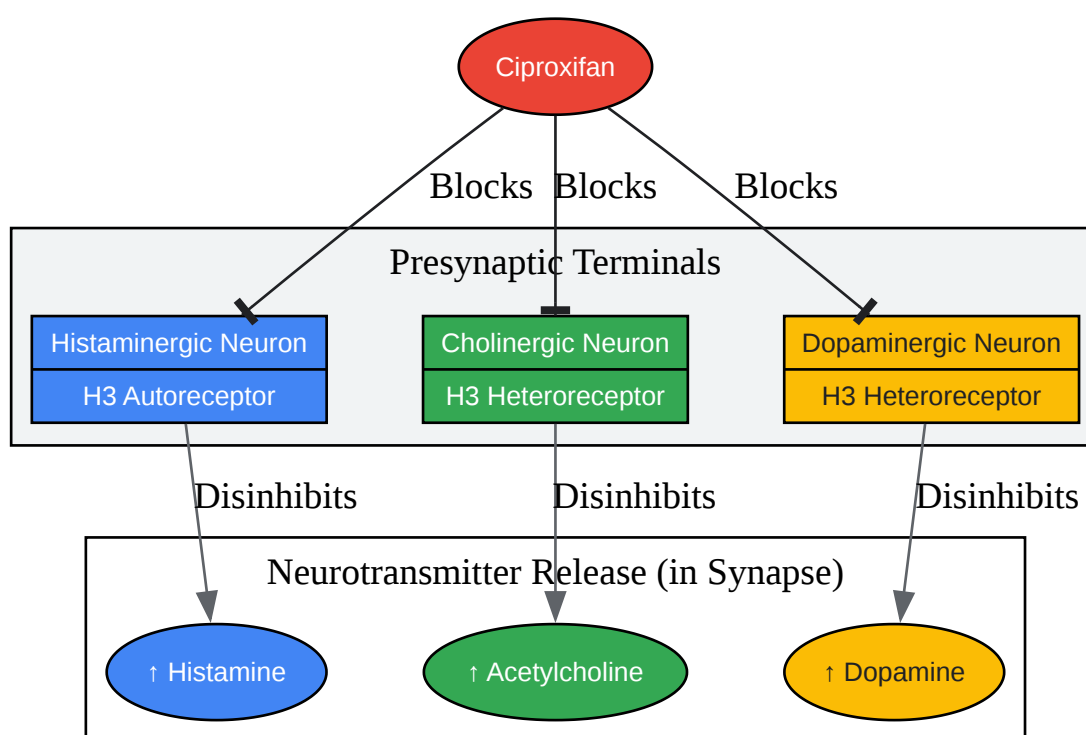 Ciproxifan
Blocks Blocks Blocks
Presynaptic Terminals
Histaminergic Neuron Cholinergic Neuron Dopaminergic Neuron
H3 Autoreceptor H3 Heteroreceptor H3 Heteroreceptor
Disinhibits Disinhibits Disinhibits
Neurotransmitter Release (in Synapse)
↑ Histamine ↑ Acetylcholine ↑ Dopamine